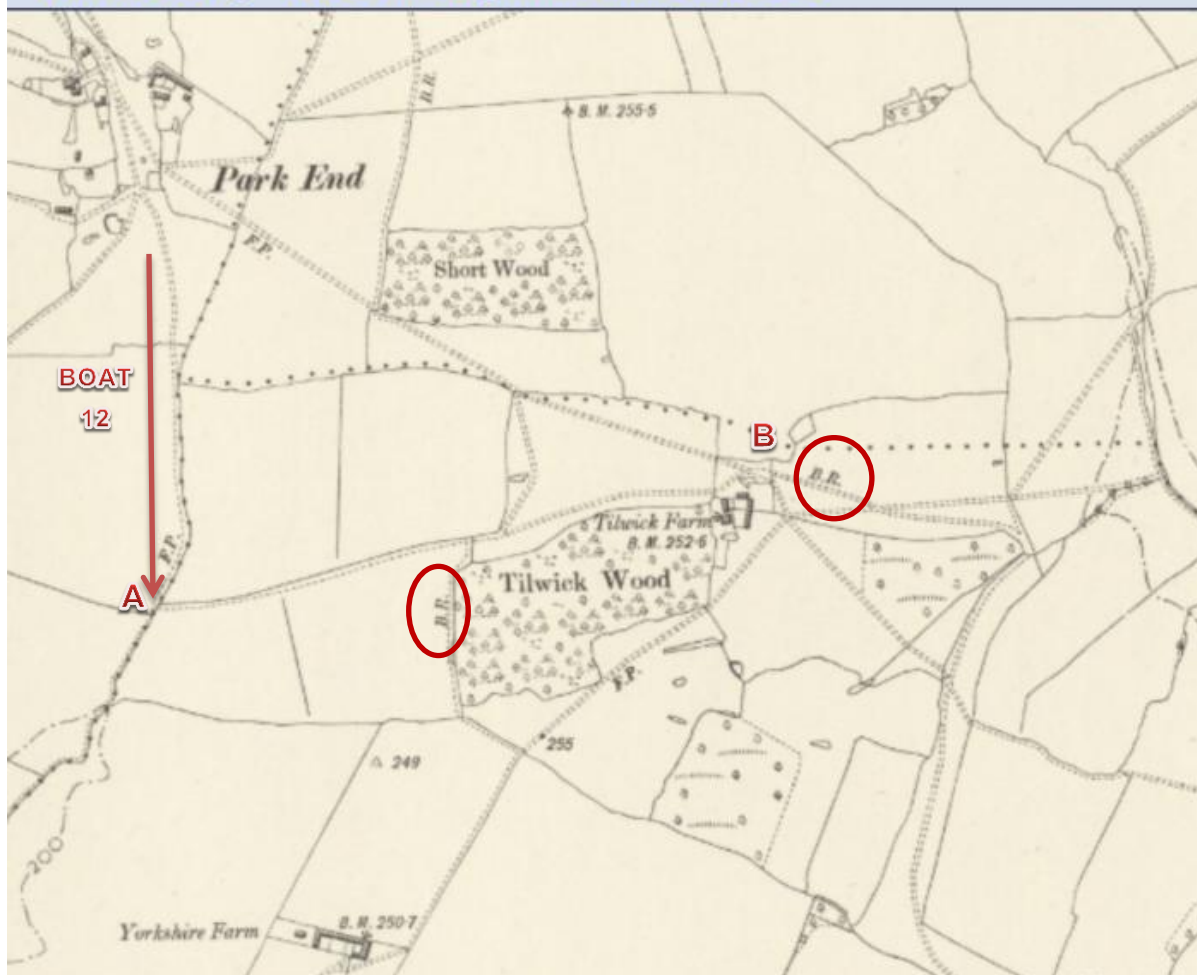 B.R.
B. M. 255·5
Park End
F.P.
Short Wood
BOAT
12
B
B.R.
Tilwick Farm
B. M. 252·6
F.P.
Tilwick Wood
A
B.R.
F.P.
255
249
200
B. M. 250·7
Yorkshire Farm